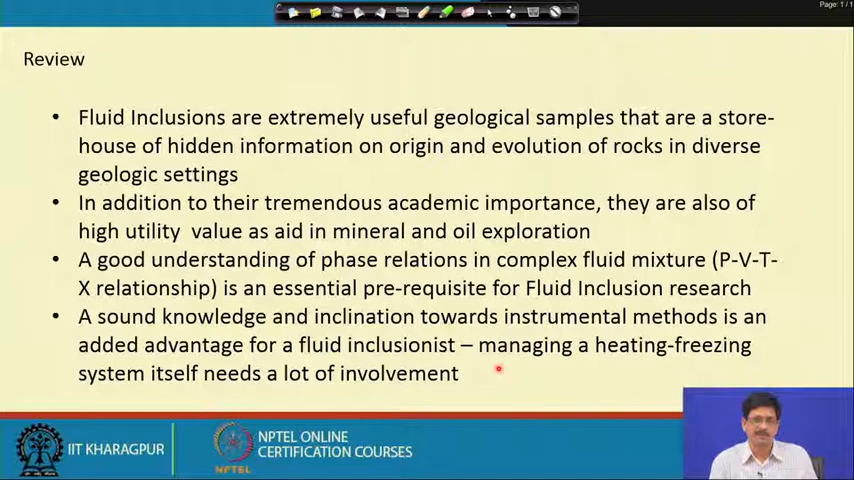 Page: 1 / 1
Review
• Fluid Inclusions are extremely useful geological samples that are a store-
house of hidden information on origin and evolution of rocks in diverse
geologic settings
• In addition to their tremendous academic importance, they are also of
high utility value as aid in mineral and oil exploration
• A good understanding of phase relations in complex fluid mixture (P-V-T-
X relationship) is an essential pre-requisite for Fluid Inclusion research
• A sound knowledge and inclination towards instrumental methods is an
added advantage for a fluid inclusionist – managing a heating-freezing
system itself needs a lot of involvement
IIT KHARAGPUR
NPTEL
NPTEL ONLINE
CERTIFICATION COURSES